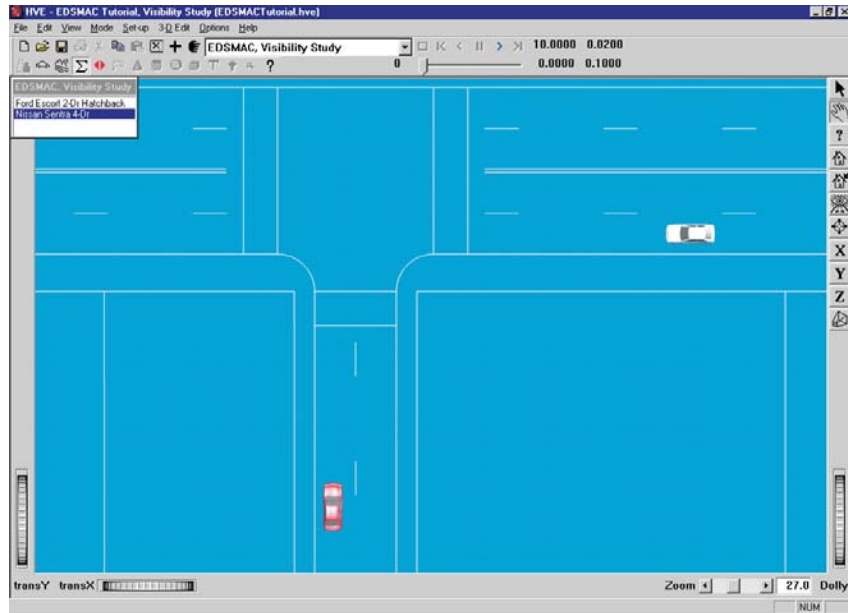 HVE - EDSMAC Tutorial, Visibility Study (EDSMACTutorial.hve)
File Edit View Mode Set-up 3-D Edit Options Help
EDSMAC, Visibility Study 10.0000 0.0200
? 0 0.0000 0.1000
EDSMAC, Visibility Study
Ford Escort 2-Dr Hatchback
Nissan Sentra 4-Dr
?
X
Y
Z
transY transX Zoom 27.0 Dolly
NUM